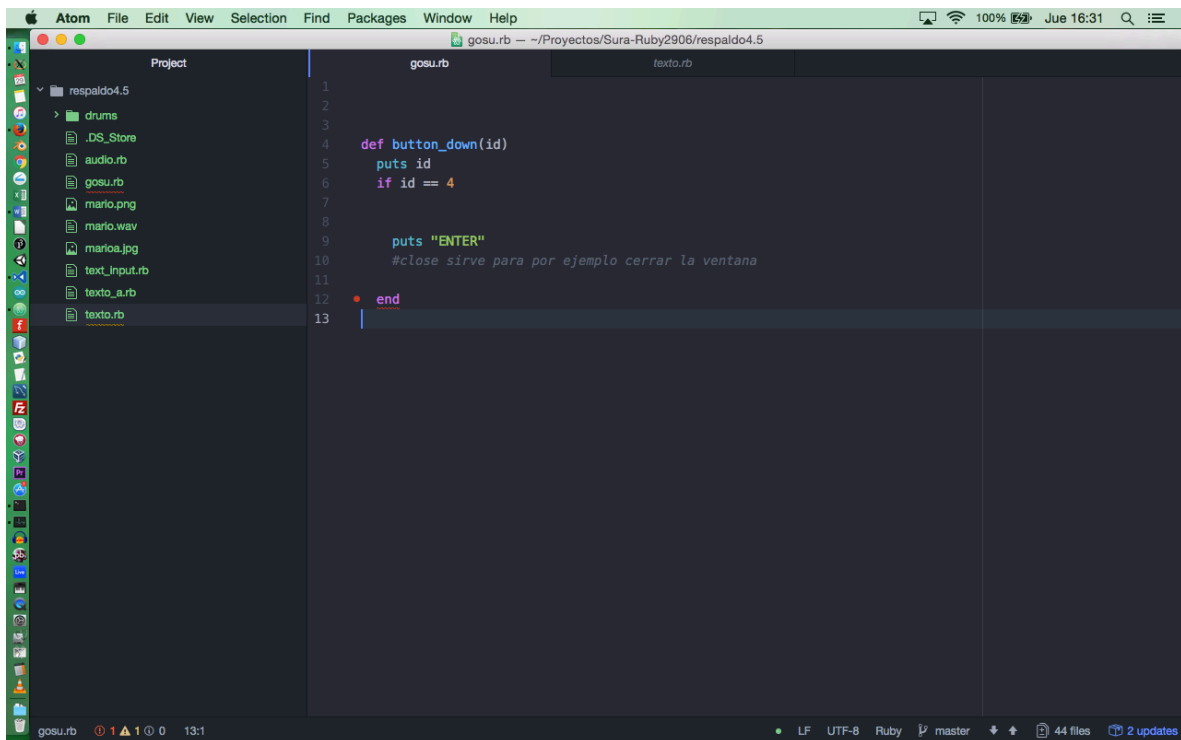 Atom File Edit View Selection Find Packages Window Help 100% Jue 16:31
gosu.rb — ~/Proyectos/Sura-Ruby2906/respaldo4.5
Project gosu.rb texto.rb
respaldo4.5
drums
.DS_Store
audio.rb
gosu.rb
mario.png
mario.wav
marioa.jpg
text_input.rb
texto_a.rb
texto.rb
1
2
3
4 def button_down(id)
5 puts id
6 if id == 4
7
8
9 puts "ENTER"
10 #close sirve para por ejemplo cerrar la ventana
11
12 end
13
gosu.rb 1 1 0 13:1 LF UTF-8 Ruby master 44 files 2 updates